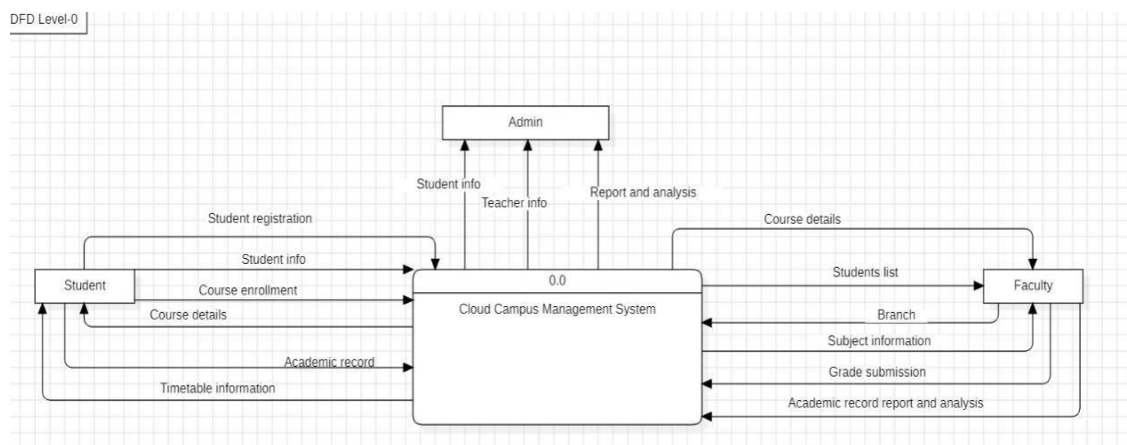 DFD Level-0
Admin
Student info
Teacher info
Report and analysis
Student registration
Course details
Student info
Students list
Student
Course enrollment
0.0
Faculty
Course details
Cloud Campus Management System
Branch
Subject information
Academic record
Grade submission
Timetable information
Academic record report and analysis